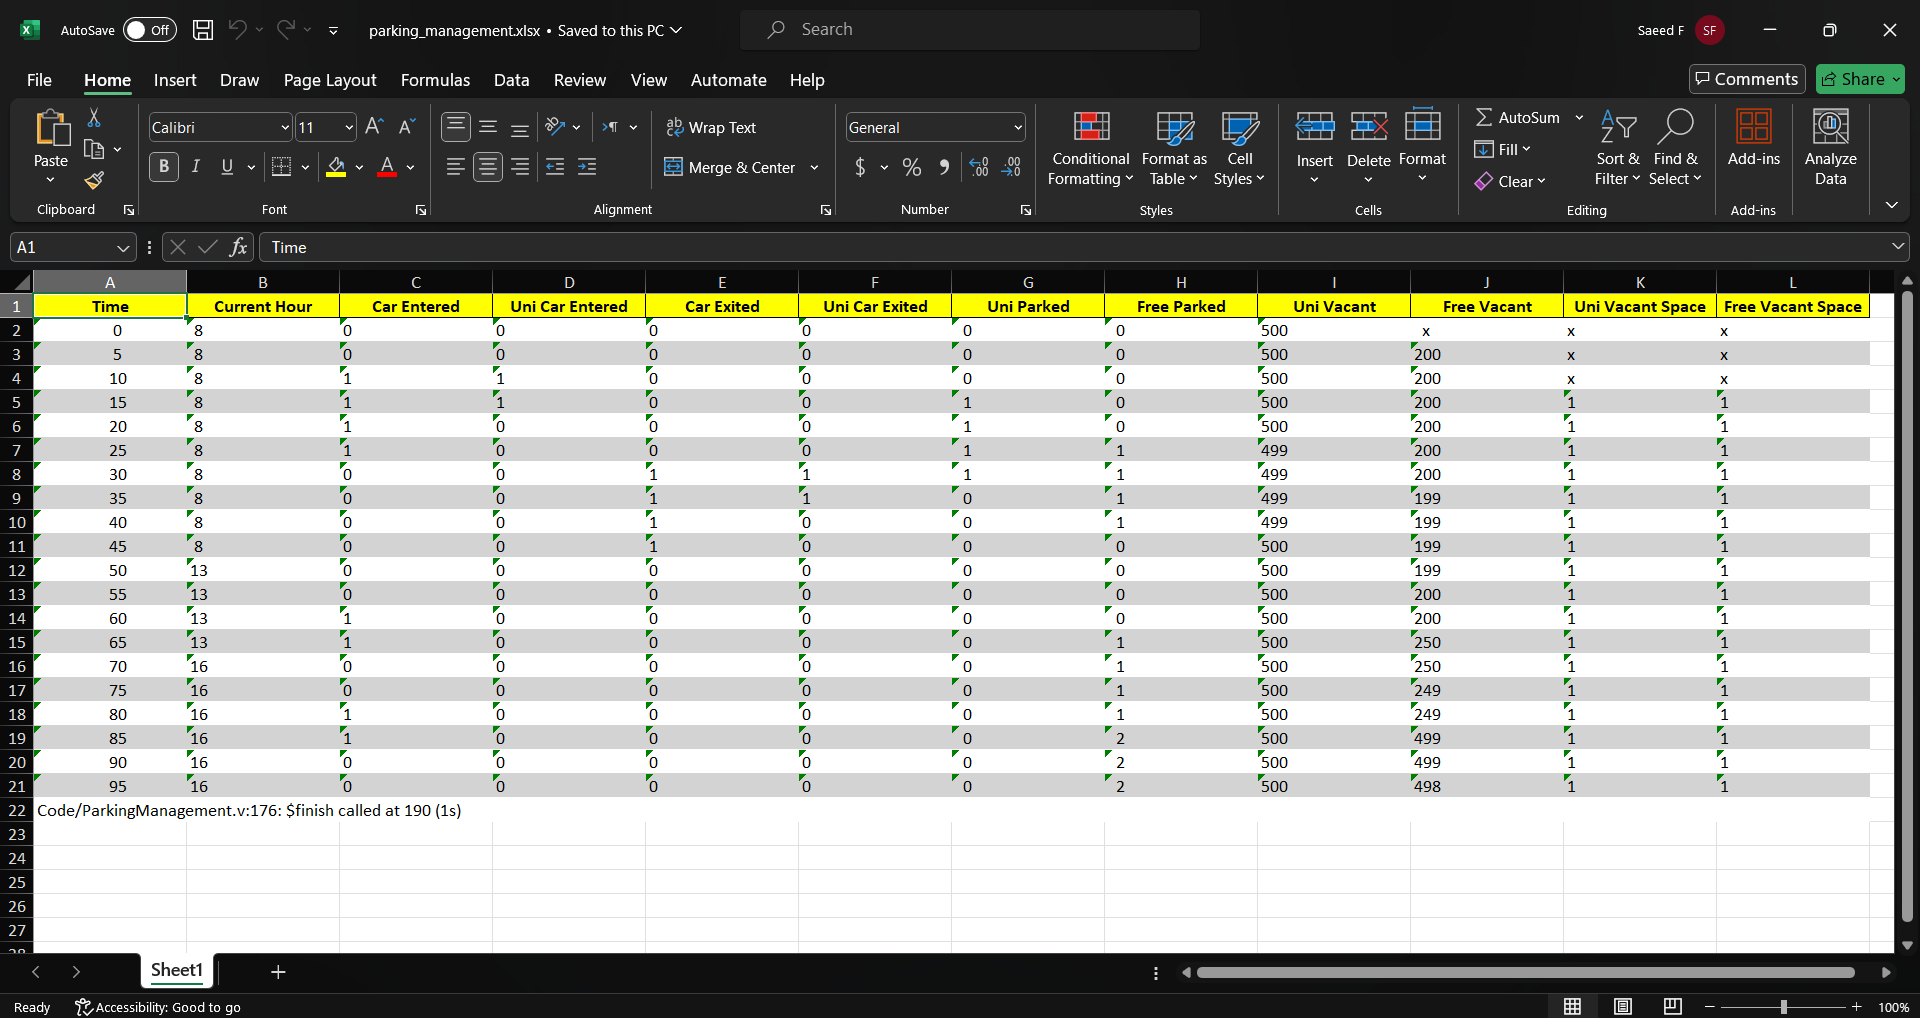 AutoSave Off parking_management.xlsx • Saved to this PC Search Saeed F SF
File Home Insert Draw Page Layout Formulas Data Review View Automate Help Comments Share
Paste Calibri 11 Wrap Text General Conditional Formatting Format as Table Cell Styles Insert Delete Format AutoSum Fill Clear Sort & Filter Find & Select Add-ins Analyze Data
B I U A Merge & Center $ % 9
Clipboard Font Alignment Number Styles Cells Editing Add-ins
A1 fx Time
A B C D E F G H I J K L
1 Time Current Hour Car Entered Uni Car Entered Car Exited Uni Car Exited Uni Parked Free Parked Uni Vacant Free Vacant Uni Vacant Space Free Vacant Space
2 0 8 0 0 0 0 0 0 500 x x x
3 5 8 0 0 0 0 0 0 500 200 x x
4 10 8 1 1 0 0 0 0 500 200 x x
5 15 8 1 1 0 0 1 0 500 200 1 1
6 20 8 1 0 0 0 1 0 500 200 1 1
7 25 8 1 0 0 0 1 1 499 200 1 1
8 30 8 0 0 1 1 1 1 499 200 1 1
9 35 8 0 0 1 1 0 1 499 199 1 1
10 40 8 0 0 1 0 0 1 499 199 1 1
11 45 8 0 0 1 0 0 0 500 199 1 1
12 50 13 0 0 0 0 0 0 500 199 1 1
13 55 13 0 0 0 0 0 0 500 200 1 1
14 60 13 1 0 0 0 0 0 500 200 1 1
15 65 13 1 0 0 0 0 1 500 250 1 1
16 70 16 0 0 0 0 0 1 500 250 1 1
17 75 16 0 0 0 0 0 1 500 249 1 1
18 80 16 1 0 0 0 0 1 500 249 1 1
19 85 16 1 0 0 0 0 2 500 499 1 1
20 90 16 0 0 0 0 0 2 500 499 1 1
21 95 16 0 0 0 0 0 2 500 498 1 1
22 Code/ParkingManagement.v:176: $finish called at 190 (1s)
23
24
25
26
27
28
Sheet1
Ready Accessibility: Good to go 100%